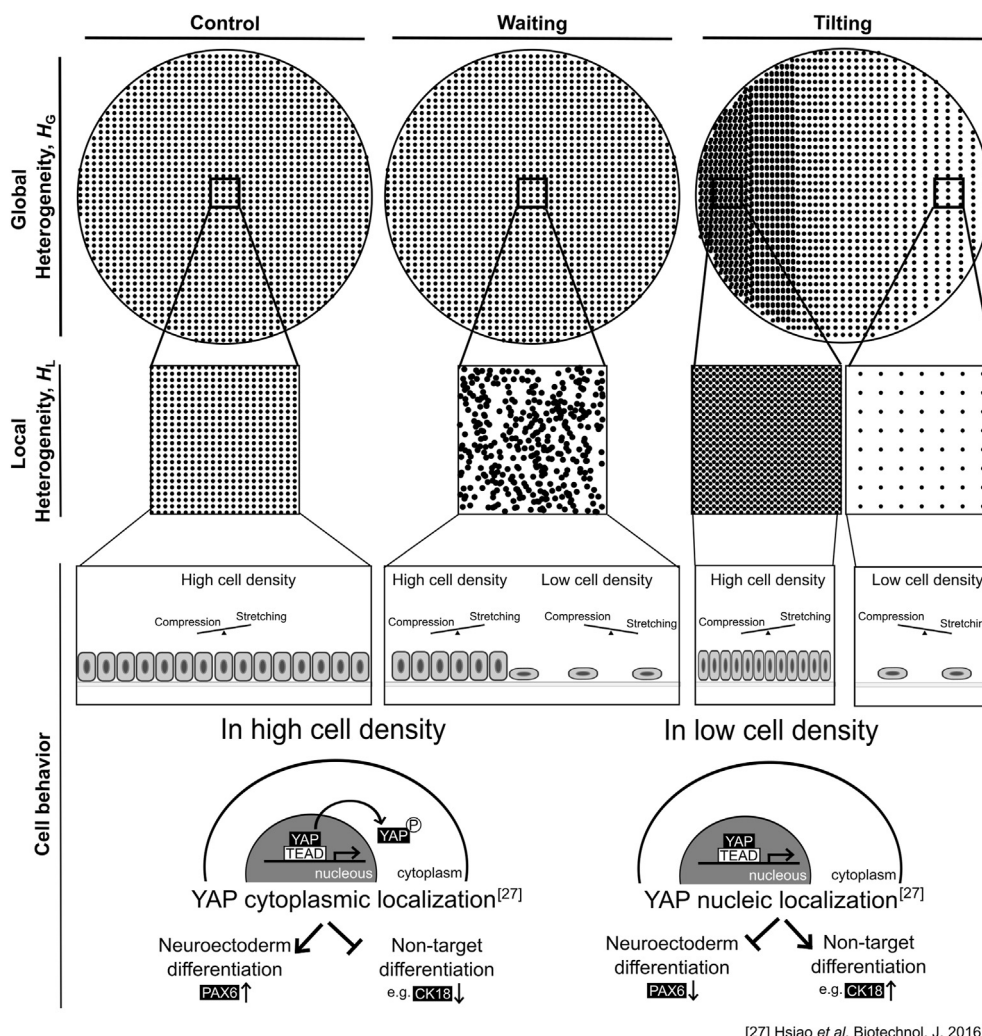 Control
Waiting
Tilting
Global
Heterogeneity, HG
Local
Heterogeneity, HL
Cell behavior
High cell density
Compression
Stretching
High cell density
Low cell density
Compression
Stretching
Compression
Stretching
High cell density
Compression
Stretching
Low cell density
Compression
Stretching
In high cell density
YAP
TEAD
YAP
P
nucleous
cytoplasm
YAP cytoplasmic localization[27]
Neuroectoderm
differentiation
PAX6↑
Non-target
differentiation
e.g. CK18↓
In low cell density
YAP
TEAD
nucleous
cytoplasm
YAP nucleic localization[27]
Neuroectoderm
differentiation
PAX6↓
Non-target
differentiation
e.g. CK18↑
[27] Hsiao et al. Biotechnol. J. 2016